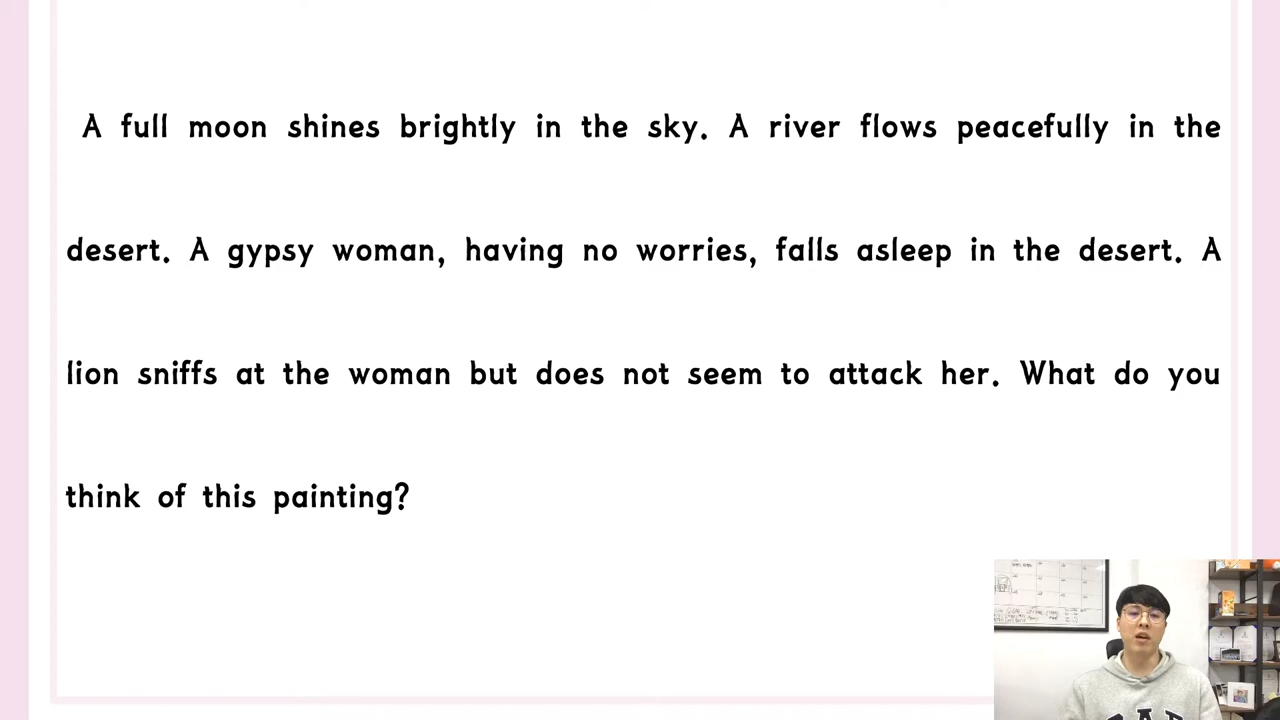 A full moon shines brightly in the sky. A river flows peacefully in the
desert. A gypsy woman, having no worries, falls asleep in the desert. A
lion sniffs at the woman but does not seem to attack her. What do you
think of this painting?